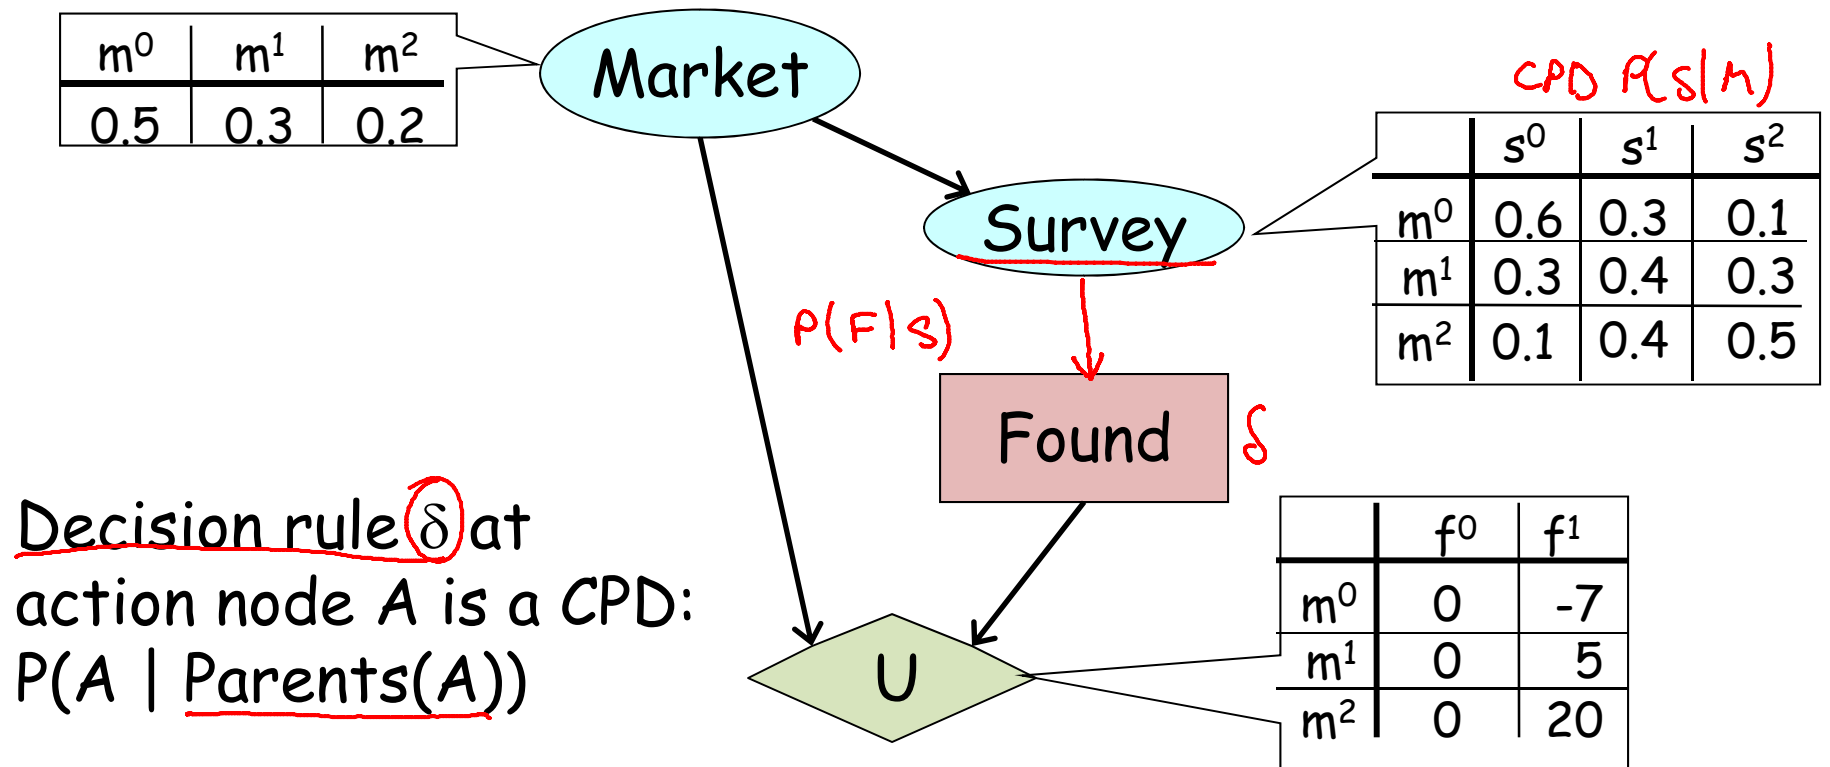 m⁰ m¹ m²
0.5 0.3 0.2
Market
CPD P(S|M)
s⁰ s¹ s²
m⁰ 0.6 0.3 0.1
m¹ 0.3 0.4 0.3
m² 0.1 0.4 0.5
Survey
P(F|S)
Found δ
Decision rule δ at
action node A is a CPD:
P(A | Parents(A))
f⁰ f¹
m⁰ 0 -7
m¹ 0 5
m² 0 20
U